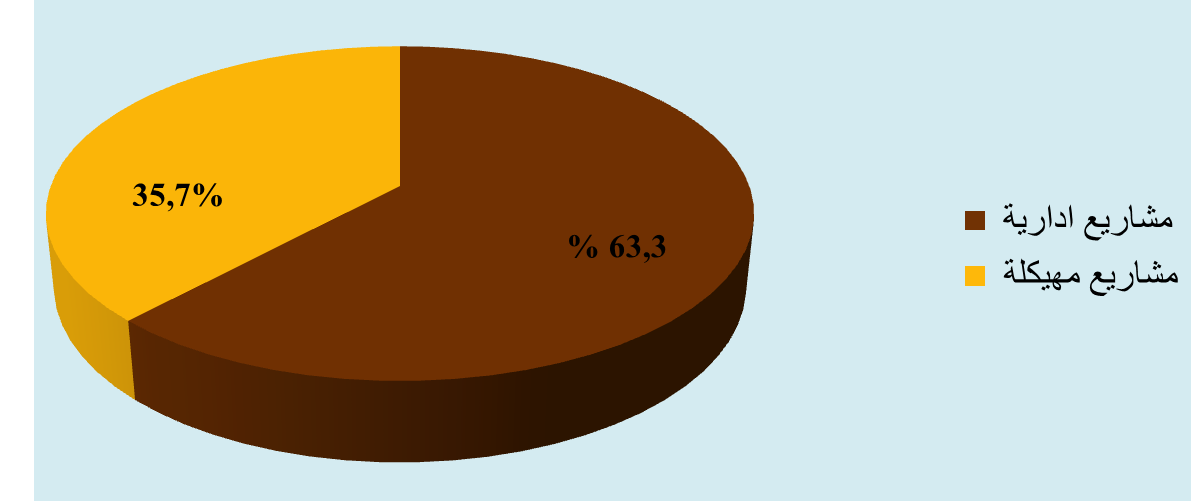 35,7%
% 63,3
مشاريع ادارية
مشاريع مهيكلة